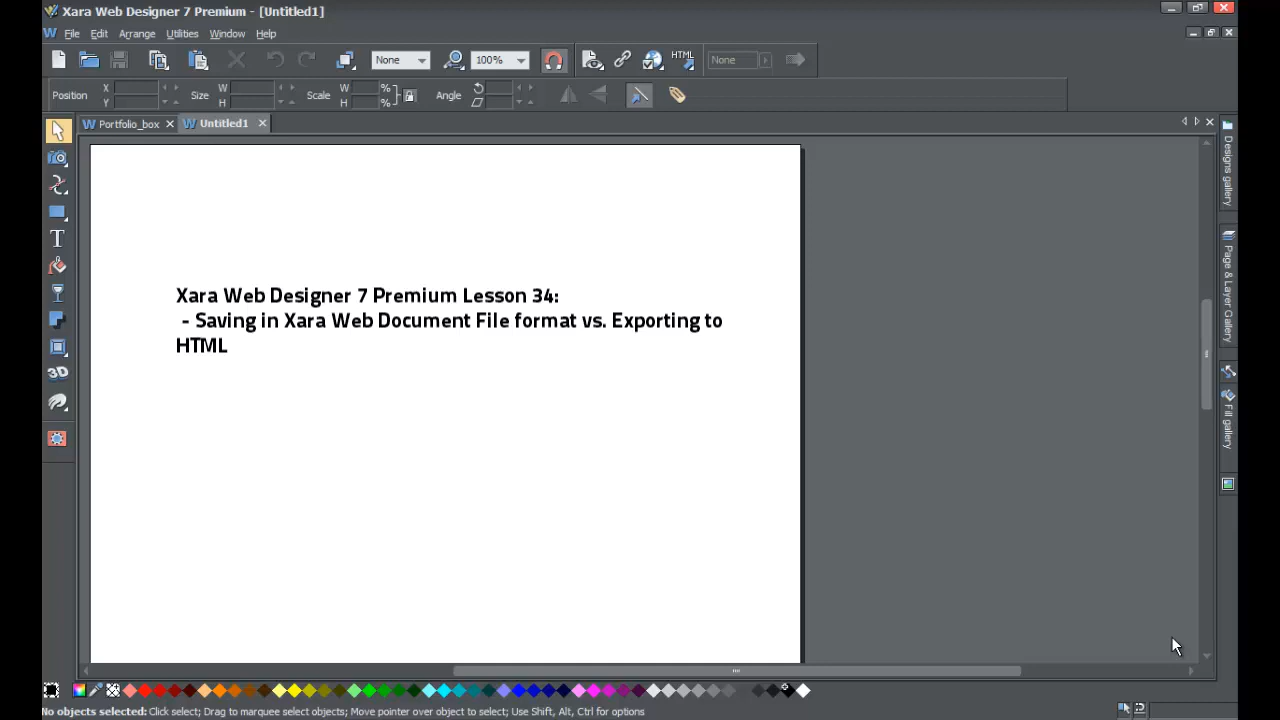 Xara Web Designer 7 Premium - [Untitled1]
File Edit Arrange Utilities Window Help
None 100% HTML None
Position X Y Size W H Scale W H % % Angle
Portfolio_box Untitled1
Designs gallery
Page & Layer Gallery
Fill gallery
T
3D
Xara Web Designer 7 Premium Lesson 34:
- Saving in Xara Web Document File format vs. Exporting to
HTML
No objects selected: Click select; Drag to marquee select objects; Move pointer over object to select; Use Shift, Alt, Ctrl for options